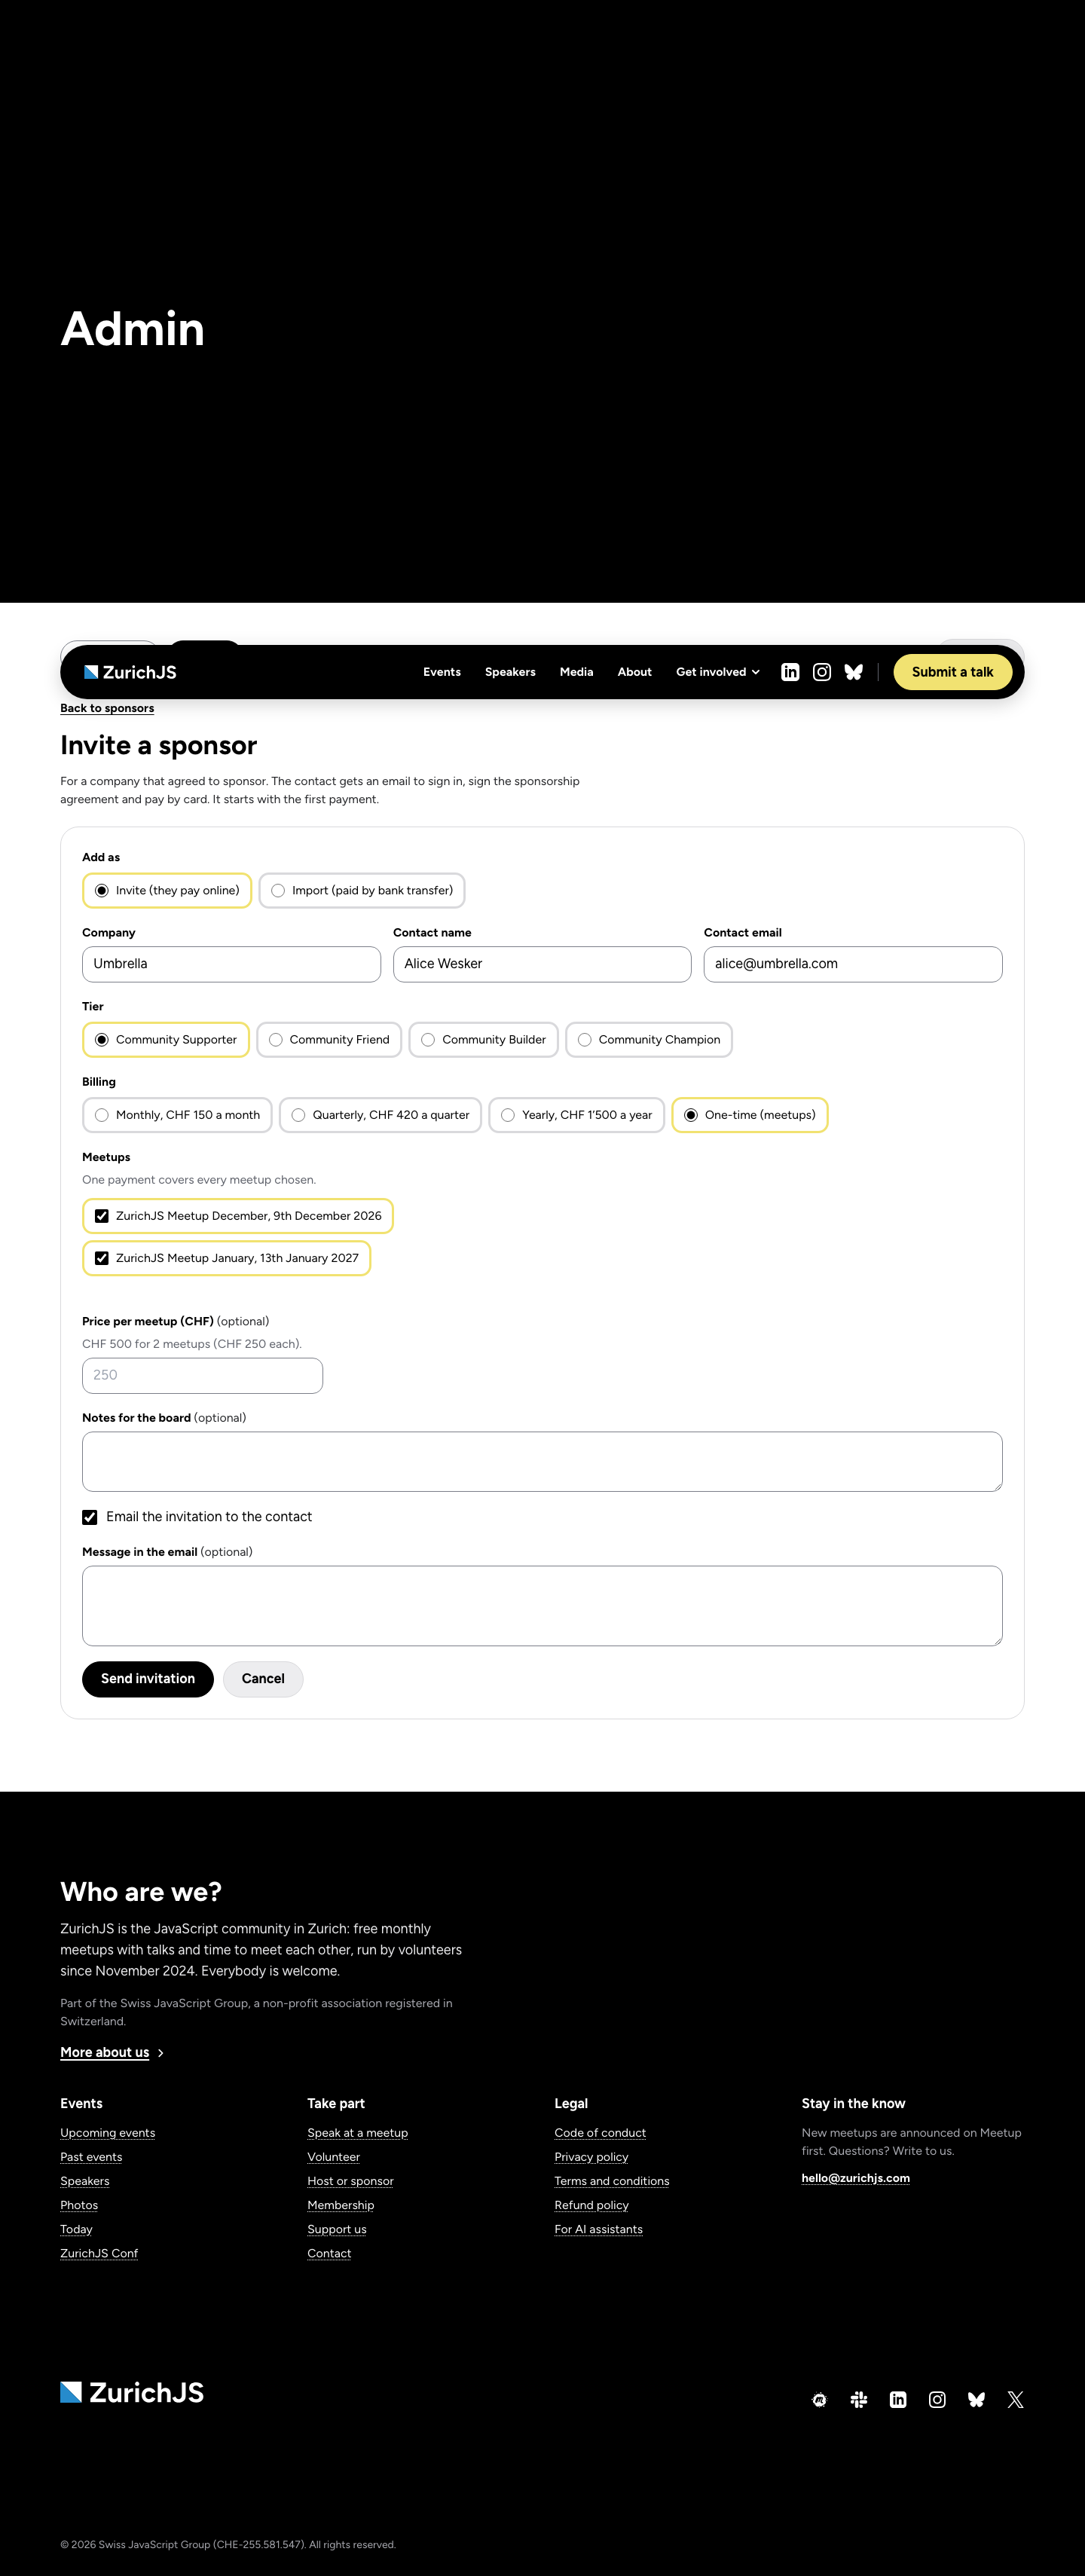 Admin
ZurichJS
Events
Speakers
Media
About
Get involved
Submit a talk
Back to sponsors
Invite a sponsor
For a company that agreed to sponsor. The contact gets an email to sign in, sign the sponsorship
agreement and pay by card. It starts with the first payment.
Add as
Invite (they pay online)
Import (paid by bank transfer)
Company
Contact name
Contact email
Umbrella
Alice Wesker
alice@umbrella.com
Tier
Community Supporter
Community Friend
Community Builder
Community Champion
Billing
Monthly, CHF 150 a month
Quarterly, CHF 420 a quarter
Yearly, CHF 1’500 a year
One-time (meetups)
Meetups
One payment covers every meetup chosen.
ZurichJS Meetup December, 9th December 2026
ZurichJS Meetup January, 13th January 2027
Price per meetup (CHF) (optional)
CHF 500 for 2 meetups (CHF 250 each).
250
Notes for the board (optional)
Email the invitation to the contact
Message in the email (optional)
Send invitation
Cancel
Who are we?
ZurichJS is the JavaScript community in Zurich: free monthly
meetups with talks and time to meet each other, run by volunteers
since November 2024. Everybody is welcome.
Part of the Swiss JavaScript Group, a non-profit association registered in
Switzerland.
More about us
Events
Upcoming events
Past events
Speakers
Photos
Today
ZurichJS Conf
Take part
Speak at a meetup
Volunteer
Host or sponsor
Membership
Support us
Contact
Legal
Code of conduct
Privacy policy
Terms and conditions
Refund policy
For AI assistants
Stay in the know
New meetups are announced on Meetup
first. Questions? Write to us.
hello@zurichjs.com
ZurichJS
© 2026 Swiss JavaScript Group (CHE-255.581.547). All rights reserved.